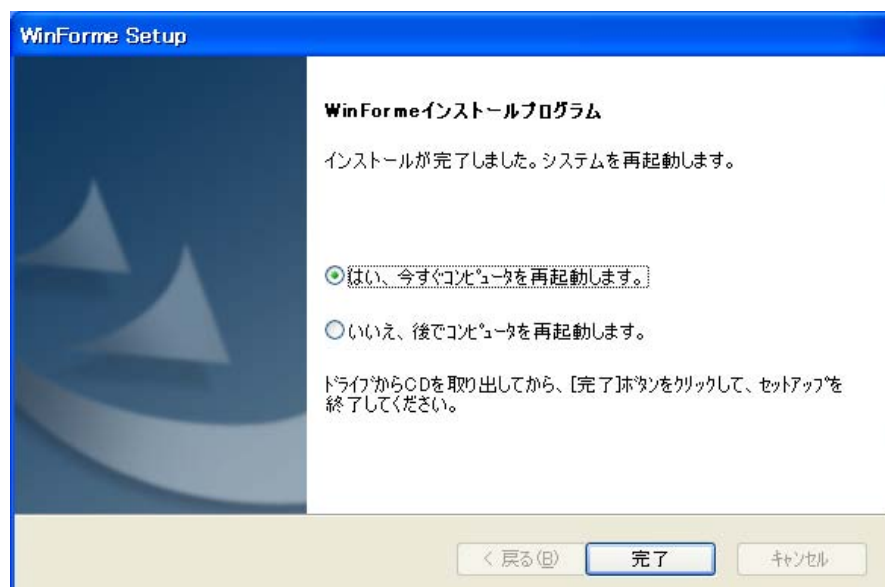 WinForme Setup
WinFormeインストールプログラム
インストールが完了しました。システムを再起動します。
はい、今すぐｺﾝﾋﾟｭｰﾀを再起動します。
いいえ、後でｺﾝﾋﾟｭｰﾀを再起動します。
ﾄﾞﾗｲﾌﾞからCDを取り出してから、[完了]ﾎﾞﾀﾝをｸﾘｯｸして、ｾｯﾄｱｯﾌﾟを
終了してください。
< 戻る(B)
完了
ｷｬﾝｾﾙ